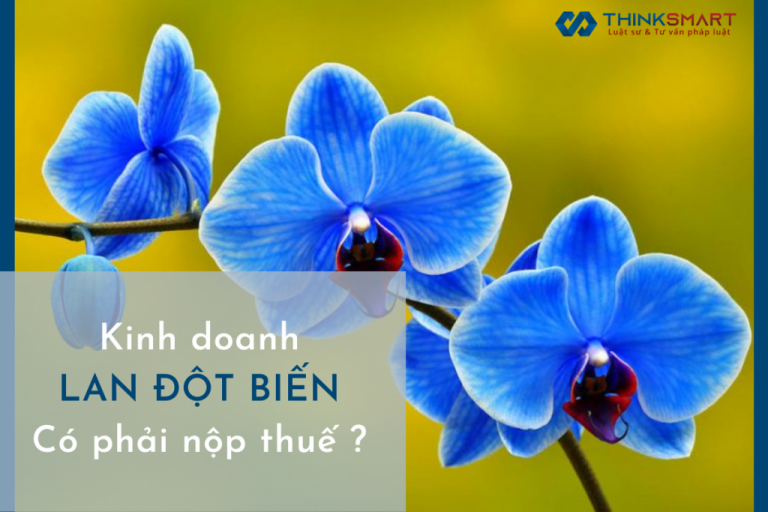 THINKSMART
Luật sư & Tư vấn pháp luật
Kinh doanh
LAN ĐỘT BIẾN
Có phải nộp thuế ?